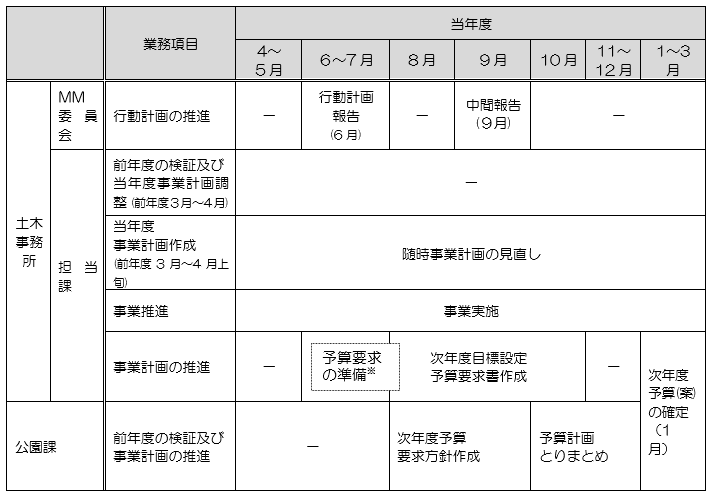 業務項目
当年度
4～
5月
6～7月
8月
9月
10月
11～
12月
1～3
月
土木
事務
所
MM
委員
会
行動計画の推進
－
行動計画
報告
(6月)
－
中間報告
(9月)
－
担当
課
前年度の検証及び
当年度事業計画調
整(前年度3月～4月)
－
当年度
事業計画作成
(前年度3月～4月上
旬)
随時事業計画の見直し
事業推進
事業実施
事業計画の推進
－
予算要求
の準備※
次年度目標設定
予算要求書作成
－
次年度
予算(案)
の確定
（1
月）
公園課
前年度の検証及び
事業計画の推進
－
次年度予算
要求方針作成
予算計画
とりまとめ